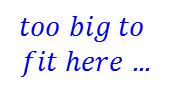 too big to
fit here ...